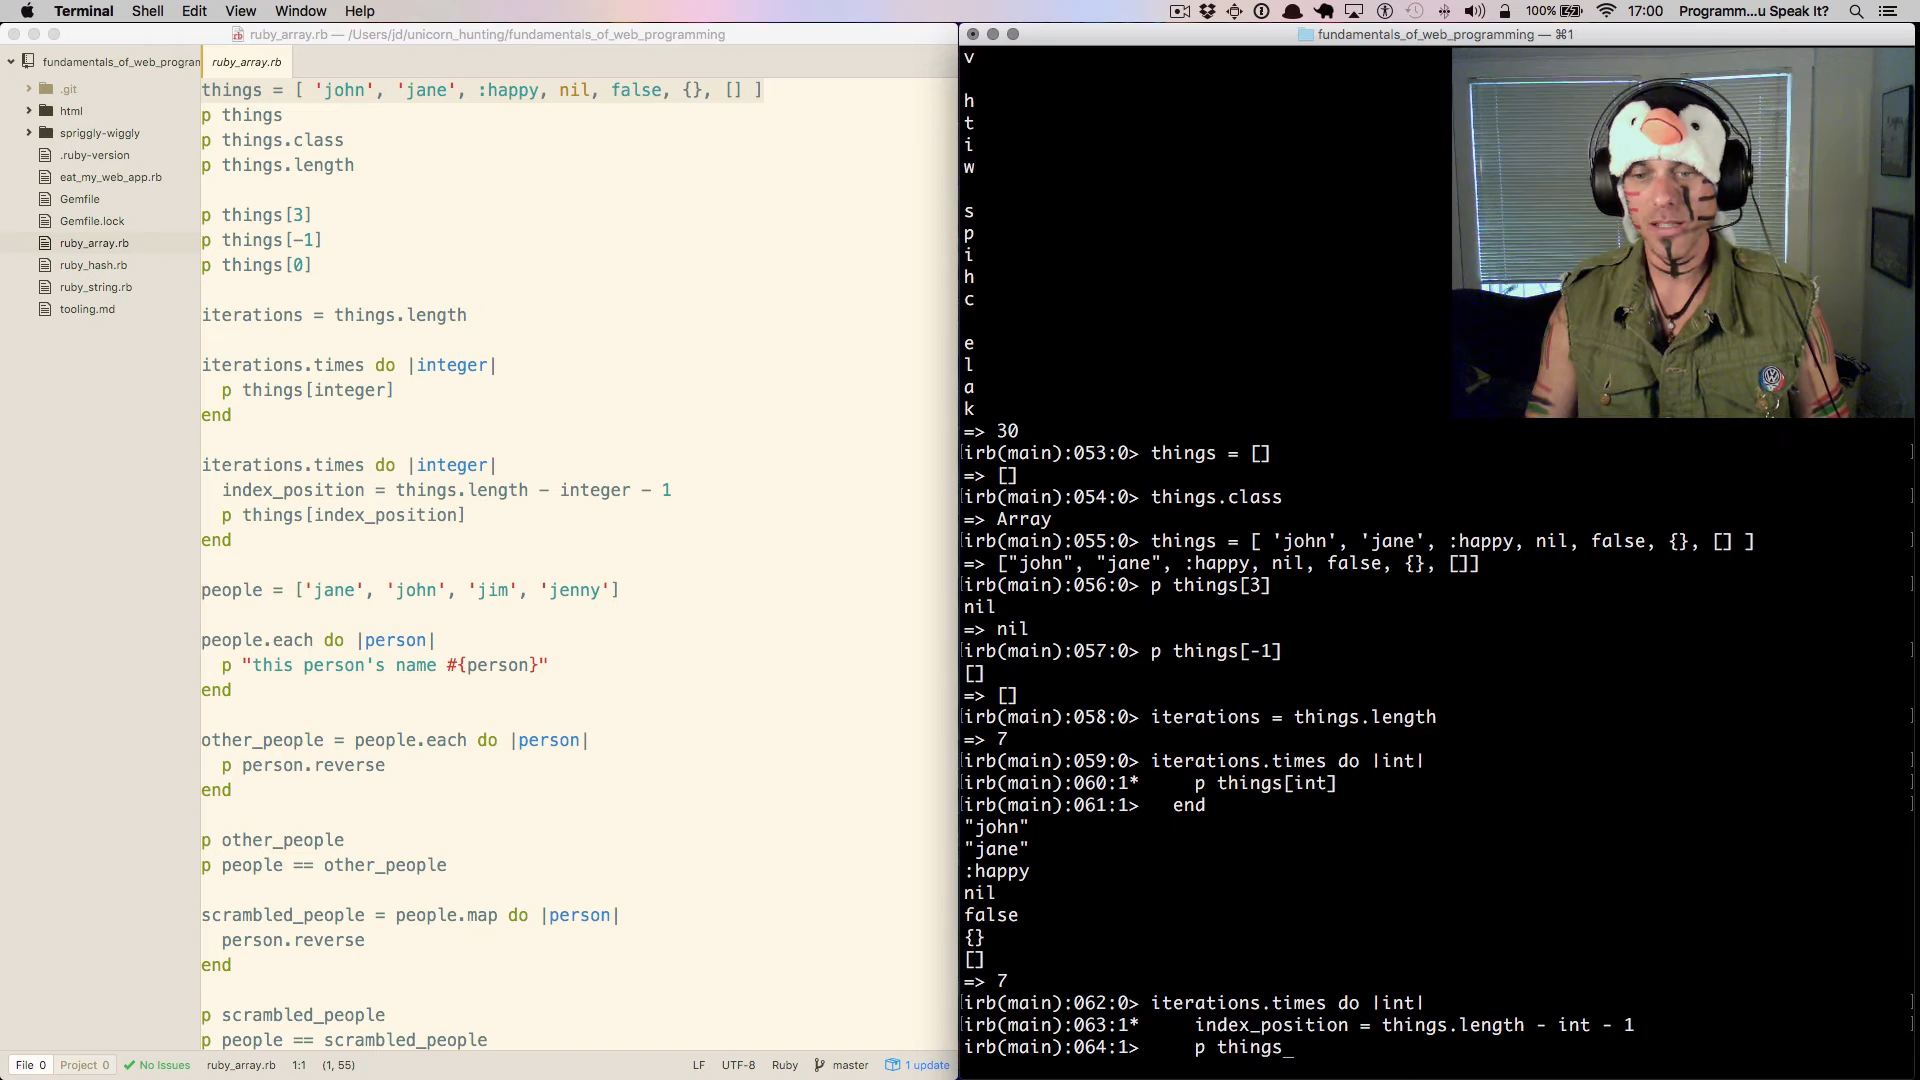 Terminal Shell Edit View Window Help
100% 17:00 Programm...u Speak It?
ruby_array.rb — /Users/jd/unicorn_hunting/fundamentals_of_web_programming
fundamentals_of_web_program
.git
html
spriggly-wiggly
.ruby-version
eat_my_web_app.rb
Gemfile
Gemfile.lock
ruby_array.rb
ruby_hash.rb
ruby_string.rb
tooling.md
ruby_array.rb
things = [ 'john', 'jane', :happy, nil, false, {}, [] ]
p things
p things.class
p things.length
p things[3]
p things[-1]
p things[0]
iterations = things.length
iterations.times do |integer|
p things[integer]
end
iterations.times do |integer|
index_position = things.length - integer - 1
p things[index_position]
end
people = ['jane', 'john', 'jim', 'jenny']
people.each do |person|
p "this person's name #{person}"
end
other_people = people.each do |person|
p person.reverse
end
p other_people
p people == other_people
scrambled_people = people.map do |person|
person.reverse
end
p scrambled_people
p people == scrambled_people
File 0 Project 0 No Issues ruby_array.rb 1:1 (1, 55) LF UTF-8 Ruby master 1 update
fundamentals_of_web_programming — ⌘1
v
h
t
i
w
s
p
i
h
c
e
l
a
k
=> 30
irb(main):053:0> things = []
=> []
irb(main):054:0> things.class
=> Array
irb(main):055:0> things = [ 'john', 'jane', :happy, nil, false, {}, [] ]
=> ["john", "jane", :happy, nil, false, {}, []]
irb(main):056:0> p things[3]
nil
=> nil
irb(main):057:0> p things[-1]
[]
=> []
irb(main):058:0> iterations = things.length
=> 7
irb(main):059:0> iterations.times do |int|
irb(main):060:1* p things[int]
irb(main):061:1> end
"john"
"jane"
:happy
nil
false
{}
[]
=> 7
irb(main):062:0> iterations.times do |int|
irb(main):063:1* index_position = things.length - int - 1
irb(main):064:1> p things_